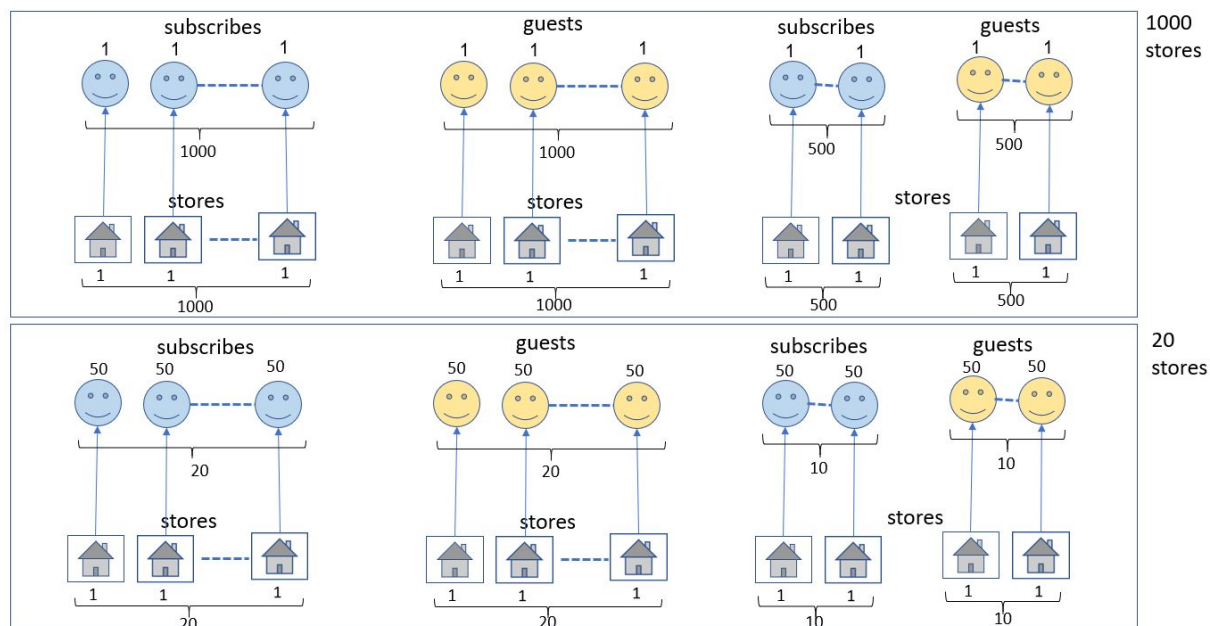 subscribes guests subscribes guests 1000
stores
1 1 1 1 1 1 1 1 1 1
1000 1000 500 500
stores stores stores
1 1 1 1 1 1 1 1 1 1
1000 1000 500 500
subscribes guests subscribes guests 20
stores
50 50 50 50 50 50 50 50 50 50
20 20 10 10
stores stores stores
1 1 1 1 1 1 1 1 1 1
20 20 10 10